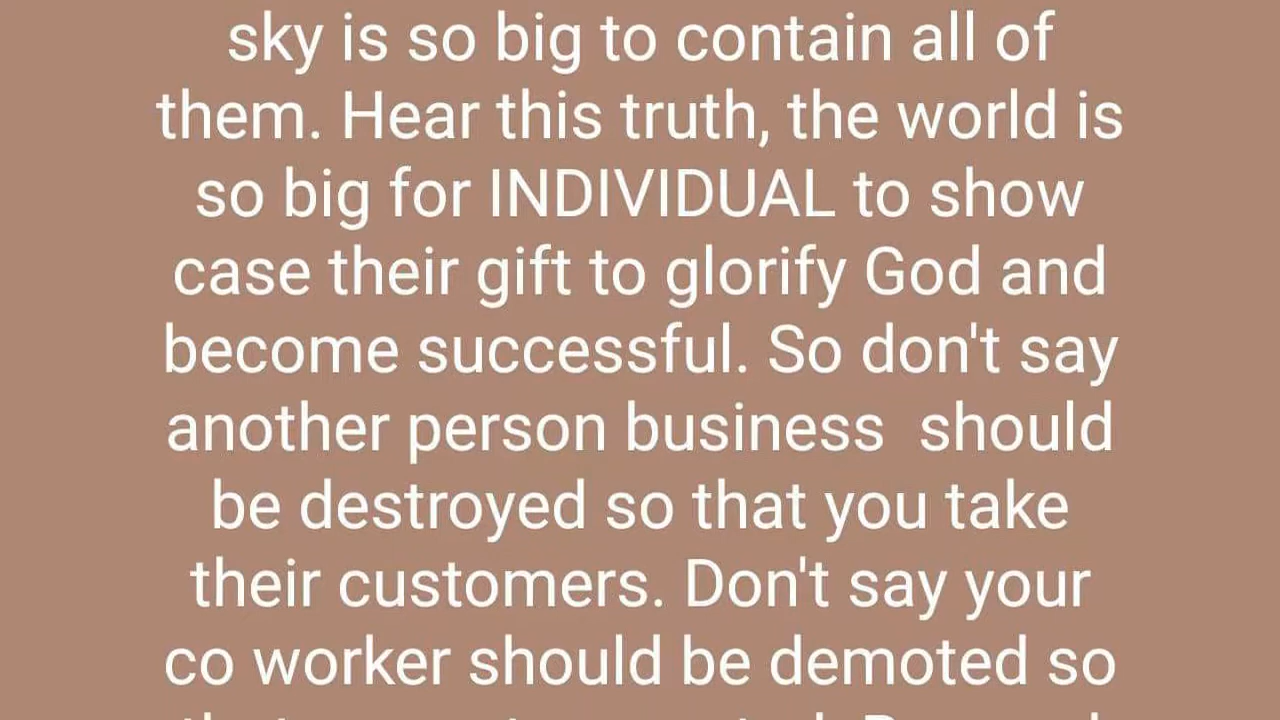 sky is so big to contain all of
them. Hear this truth, the world is
so big for INDIVIDUAL to show
case their gift to glorify God and
become successful. So don't say
another person business  should
be destroyed so that you take
their customers. Don't say your
co worker should be demoted so